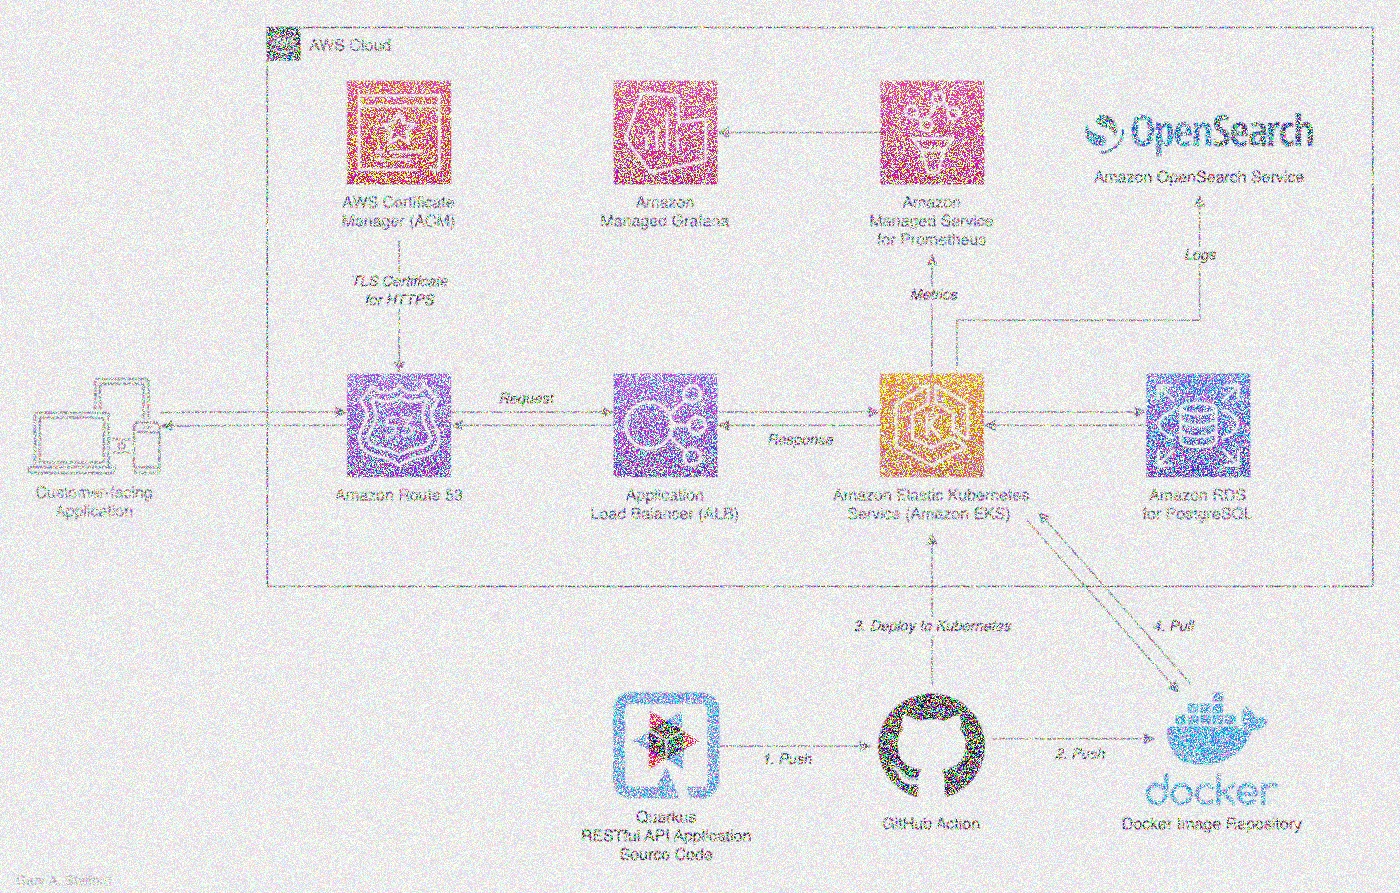 AWS Cloud
OpenSearch
Amazon OpenSearch Service
AWS Certificate
Manager (ACM)
Amazon
Managed Grafana
Amazon
Managed Service
for Prometheus
TLS Certificate
for HTTPS
Metrics
Logs
Request
Response
Customer-facing
Application
Amazon Route 53
Application
Load Balancer (ALB)
Amazon Elastic Kubernetes
Service (Amazon EKS)
Amazon RDS
for PostgreSQL
3. Deploy to Kubernetes
4. Pull
1. Push
2. Push
docker
Quarkus
RESTful API Application
Source Code
GitHub Action
Docker Image Repository
Gary A. Stafford